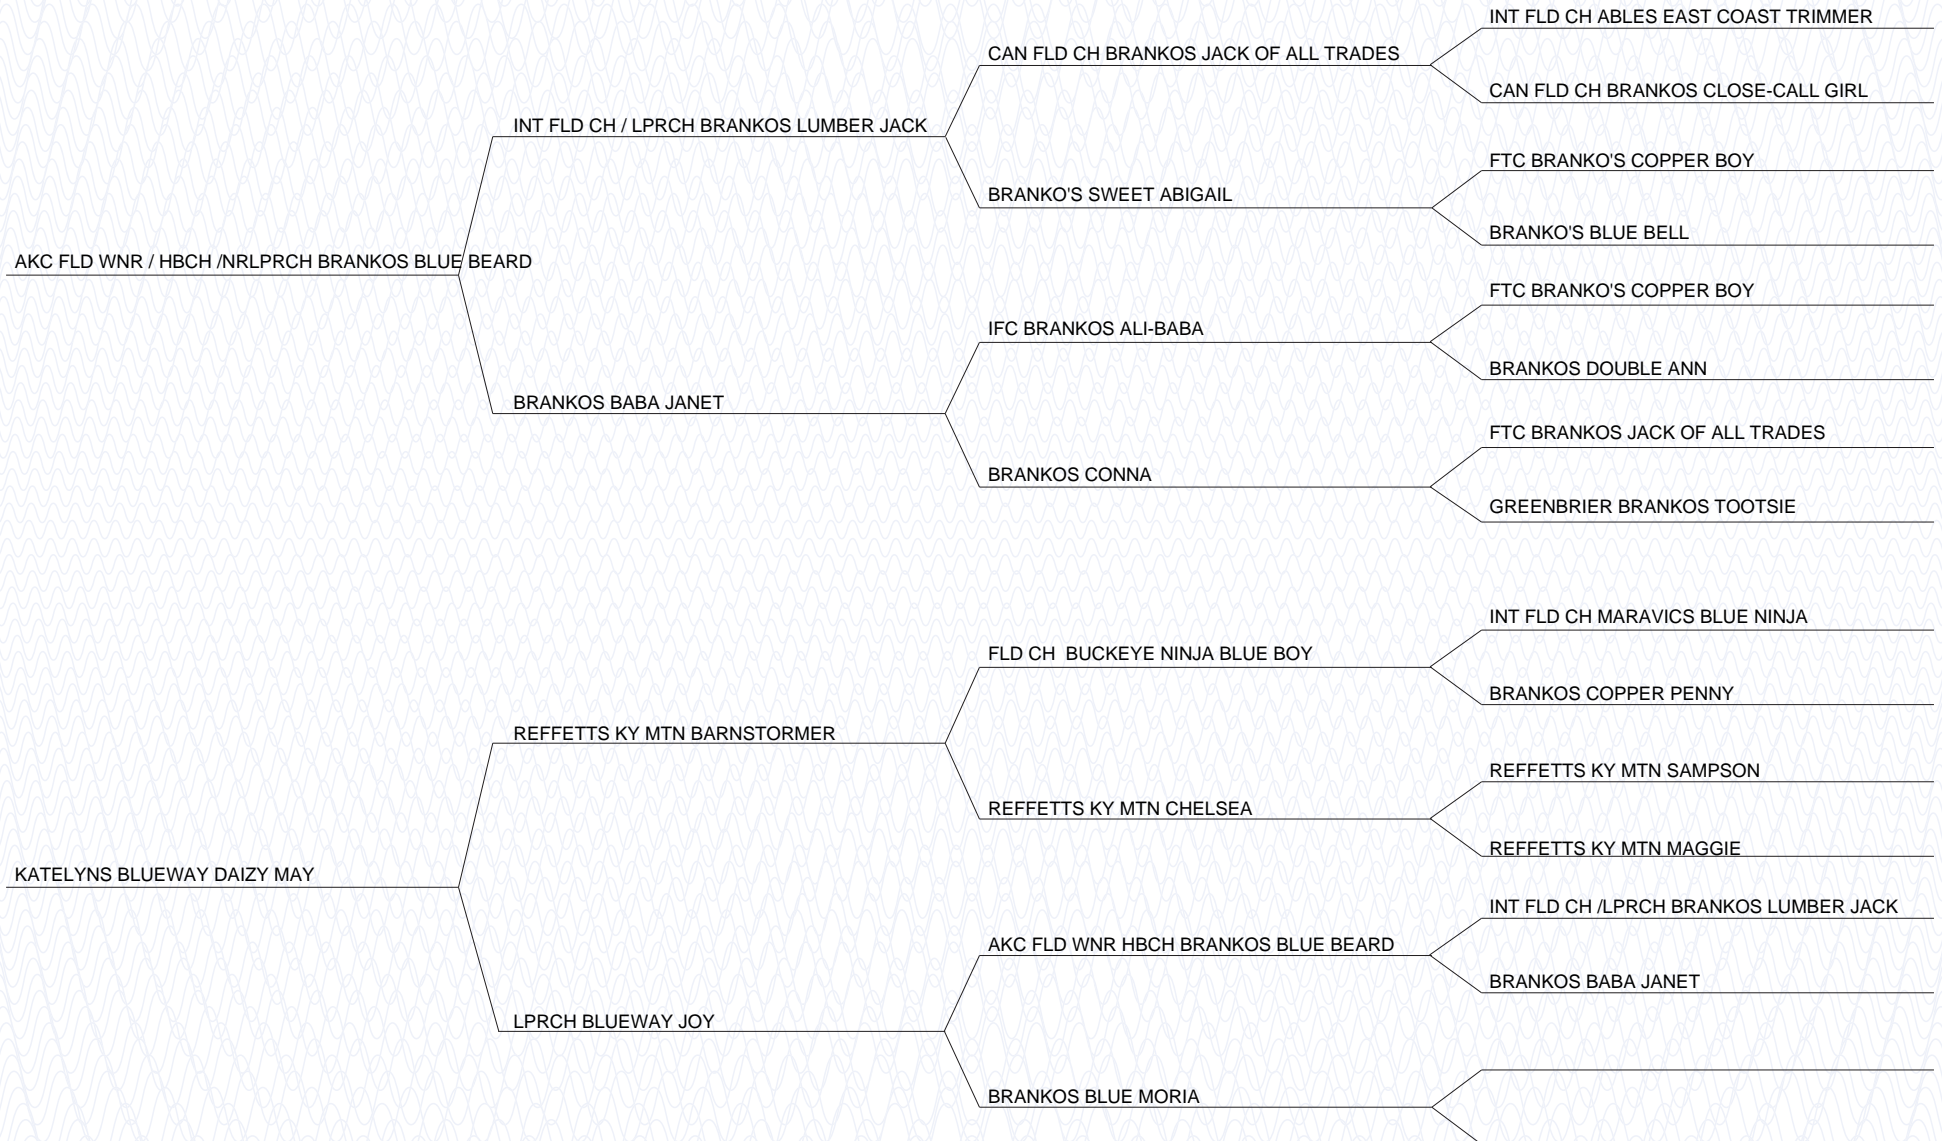 INT FLD CH ABLES EAST COAST TRIMMER
CAN FLD CH BRANKOS JACK OF ALL TRADES
CAN FLD CH BRANKOS CLOSE-CALL GIRL
INT FLD CH / LPRCH BRANKOS LUMBER JACK
FTC BRANKO'S COPPER BOY
BRANKO'S SWEET ABIGAIL
BRANKO'S BLUE BELL
AKC FLD WNR / HBCH /NRLPRCH BRANKOS BLUE BEARD
FTC BRANKO'S COPPER BOY
IFC BRANKOS ALI-BABA
BRANKOS DOUBLE ANN
BRANKOS BABA JANET
FTC BRANKOS JACK OF ALL TRADES
BRANKOS CONNA
GREENBRIER BRANKOS TOOTSIE
INT FLD CH MARAVICS BLUE NINJA
FLD CH  BUCKEYE NINJA BLUE BOY
BRANKOS COPPER PENNY
REFFETTS KY MTN BARNSTORMER
REFFETTS KY MTN SAMPSON
REFFETTS KY MTN CHELSEA
REFFETTS KY MTN MAGGIE
KATELYNS BLUEWAY DAIZY MAY
INT FLD CH /LPRCH BRANKOS LUMBER JACK
AKC FLD WNR HBCH BRANKOS BLUE BEARD
BRANKOS BABA JANET
LPRCH BLUEWAY JOY
BRANKOS BLUE MORIA